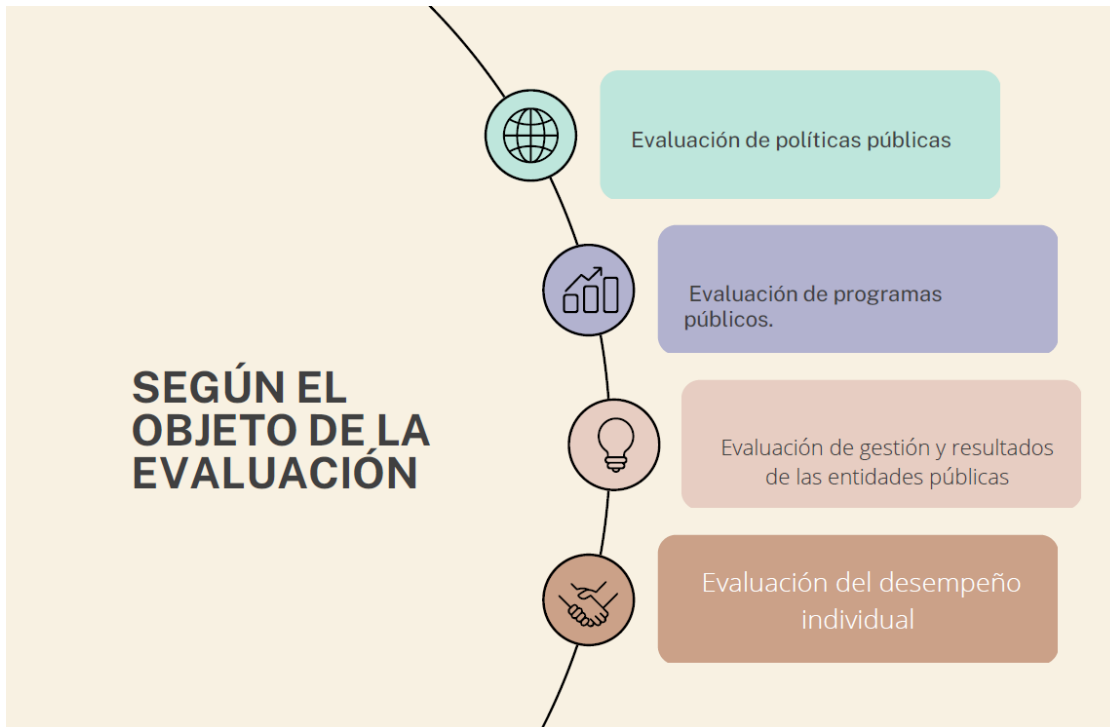 SEGÚN EL
OBJETO DE LA
EVALUACIÓN
Evaluación de políticas públicas
Evaluación de programas
públicos.
Evaluación de gestión y resultados
de las entidades públicas
Evaluación del desempeño
individual